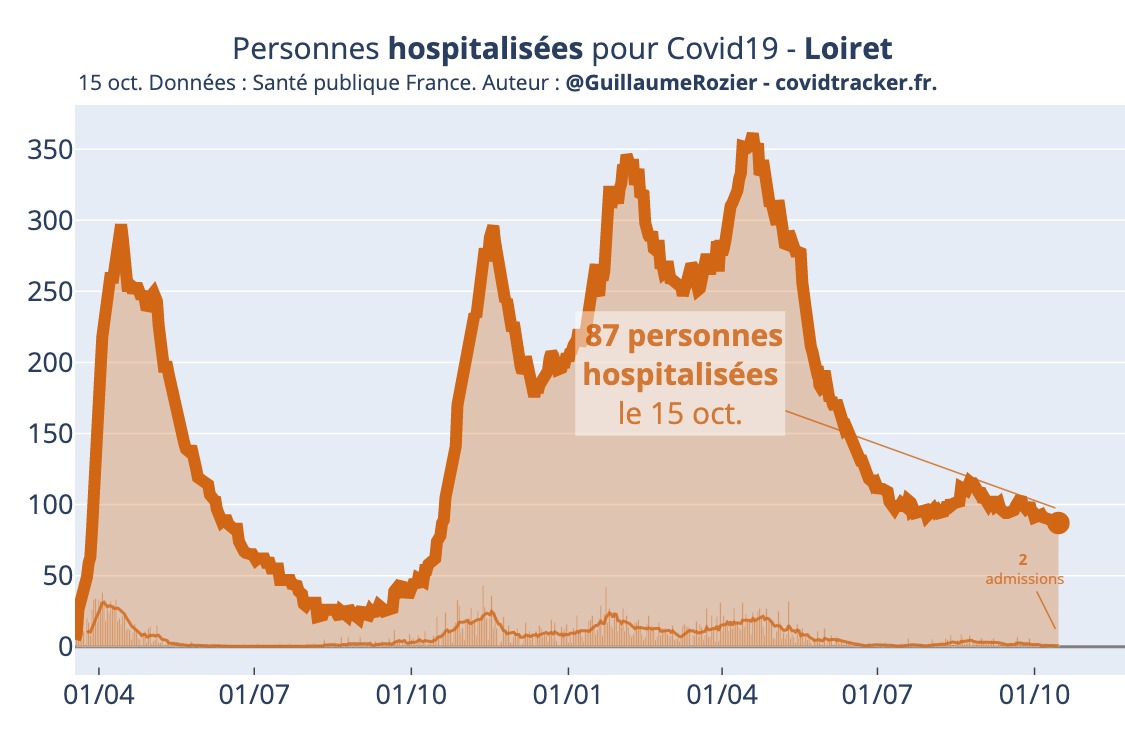 Personnes hospitalisées pour Covid19 - Loiret
15 oct. Données : Santé publique France. Auteur : @GuillaumeRozier - covidtracker.fr.
350
300
250
200
150
100
50
0
87 personnes
hospitalisées
le 15 oct.
2
admissions
01/04
01/07
01/10
01/01
01/04
01/07
01/10